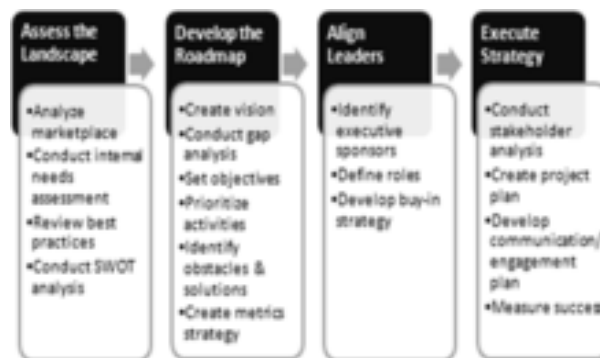 Assess the
Landscape
•Analyze
marketplace
•Conduct internal
needs
assessment
•Review best
practices
•Conduct SWOT
analysis
Develop the
Roadmap
•Create vision
•Conduct gap
analysis
•Set objectives
•Prioritize
activities
•Identify
obstacles &
solutions
•Create metrics
strategy
Align
Leaders
•Identify
executive
sponsors
•Define roles
•Develop buy-in
strategy
Execute
Strategy
•Conduct
stakeholder
analysis
•Create project
plan
•Develop
communication/
engagement
plan
•Measure success